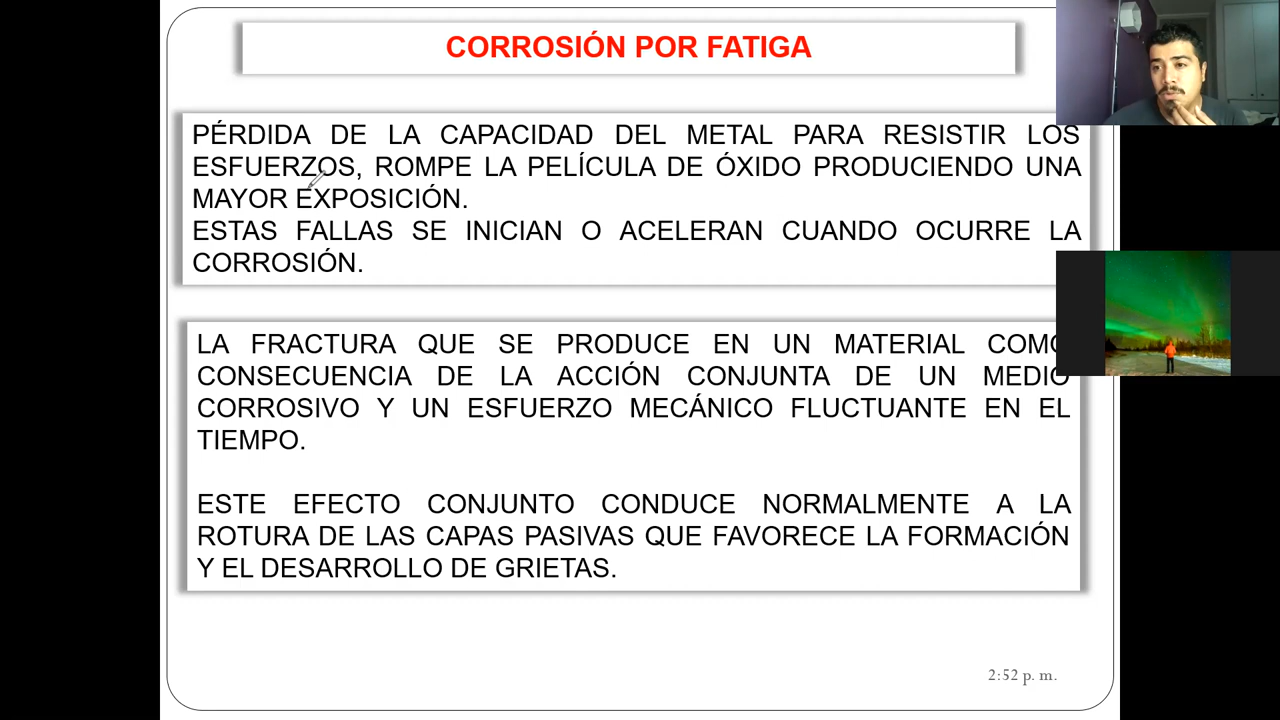 CORROSIÓN POR FATIGA
PÉRDIDA DE LA CAPACIDAD DEL METAL PARA RESISTIR LOS
ESFUERZOS, ROMPE LA PELÍCULA DE ÓXIDO PRODUCIENDO UNA
MAYOR EXPOSICIÓN.
ESTAS FALLAS SE INICIAN O ACELERAN CUANDO OCURRE LA
CORROSIÓN.
LA FRACTURA QUE SE PRODUCE EN UN MATERIAL COMO
CONSECUENCIA DE LA ACCIÓN CONJUNTA DE UN MEDIO
CORROSIVO Y UN ESFUERZO MECÁNICO FLUCTUANTE EN EL
TIEMPO.
ESTE EFECTO CONJUNTO CONDUCE NORMALMENTE A LA
ROTURA DE LAS CAPAS PASIVAS QUE FAVORECE LA FORMACIÓN
Y EL DESARROLLO DE GRIETAS.
2:52 p. m.